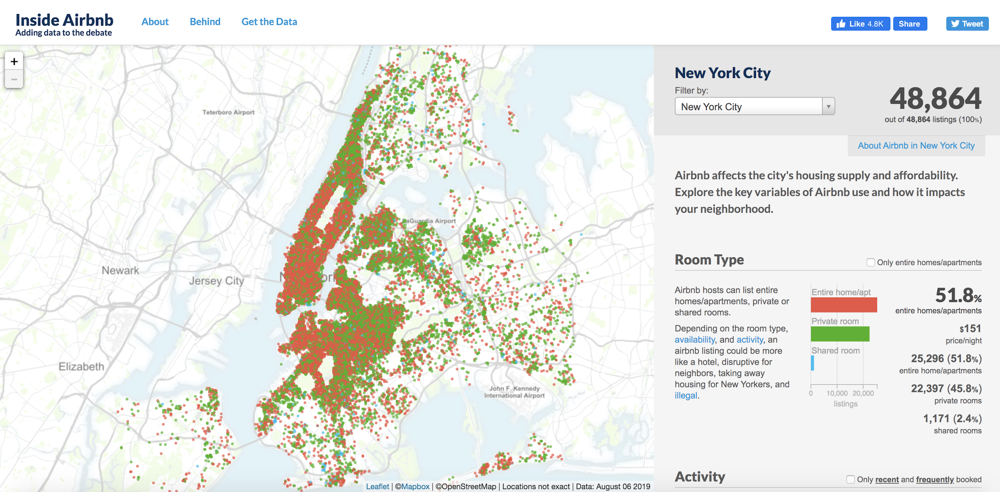 Inside Airbnb
Adding data to the debate
About
Behind
Get the Data
Like 4.8K
Share
Tweet
+
−
Teterboro Airport
LaGuardia Airport
Newark
Jersey City
Elizabeth
John F. Kennedy
International Airport
Leaflet | ©Mapbox | ©OpenStreetMap | Locations not exact | Data: August 06 2019
New York City
Filter by:
New York City
48,864
out of 48,864 listings (100%)
About Airbnb in New York City
Airbnb affects the city's housing supply and affordability.
Explore the key variables of Airbnb use and how it impacts
your neighborhood.
Room Type
Only entire homes/apartments
Airbnb hosts can list entire
homes/apartments, private or
shared rooms.
Depending on the room type,
availability, and activity, an
airbnb listing could be more
like a hotel, disruptive for
neighbors, taking away
housing for New Yorkers, and
illegal.
Entire home/apt
Private room
Shared room
0 10,000 20,000
listings
51.8%
entire homes/apartments
$151
price/night
25,296 (51.8%)
entire home/apartments
22,397 (45.8%)
private rooms
1,171 (2.4%)
shared rooms
Activity
Only recent and frequently booked